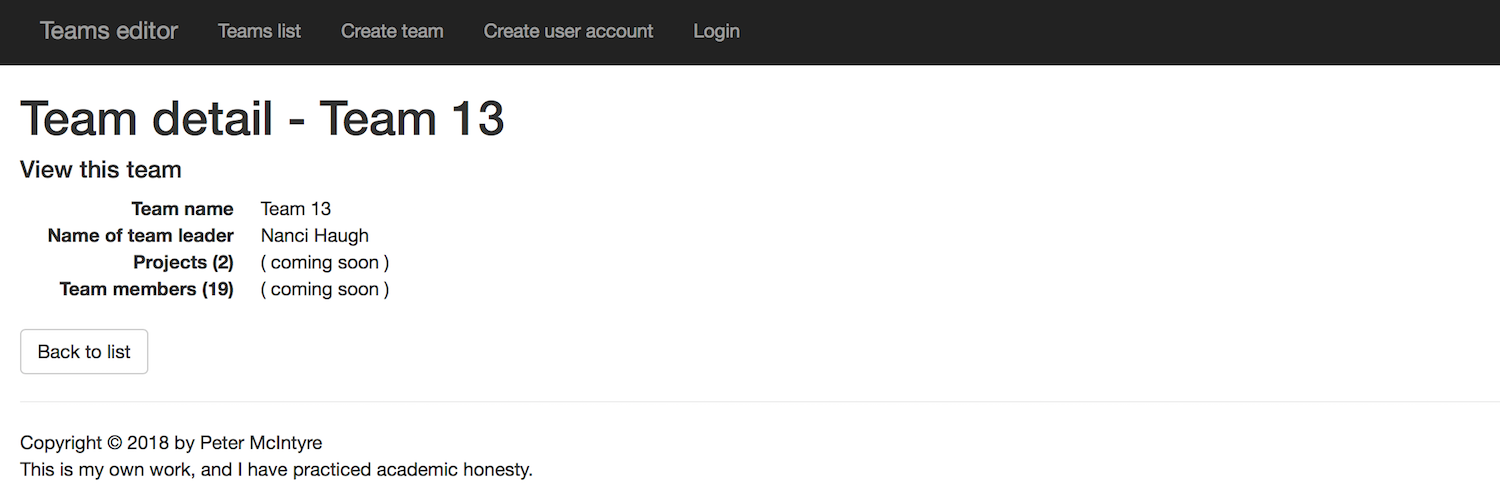 Teams editor Teams list Create team Create user account Login
Team detail - Team 13
View this team
Team name Team 13
Name of team leader Nanci Haugh
Projects (2) ( coming soon )
Team members (19) ( coming soon )
Back to list
Copyright © 2018 by Peter McIntyre
This is my own work, and I have practiced academic honesty.